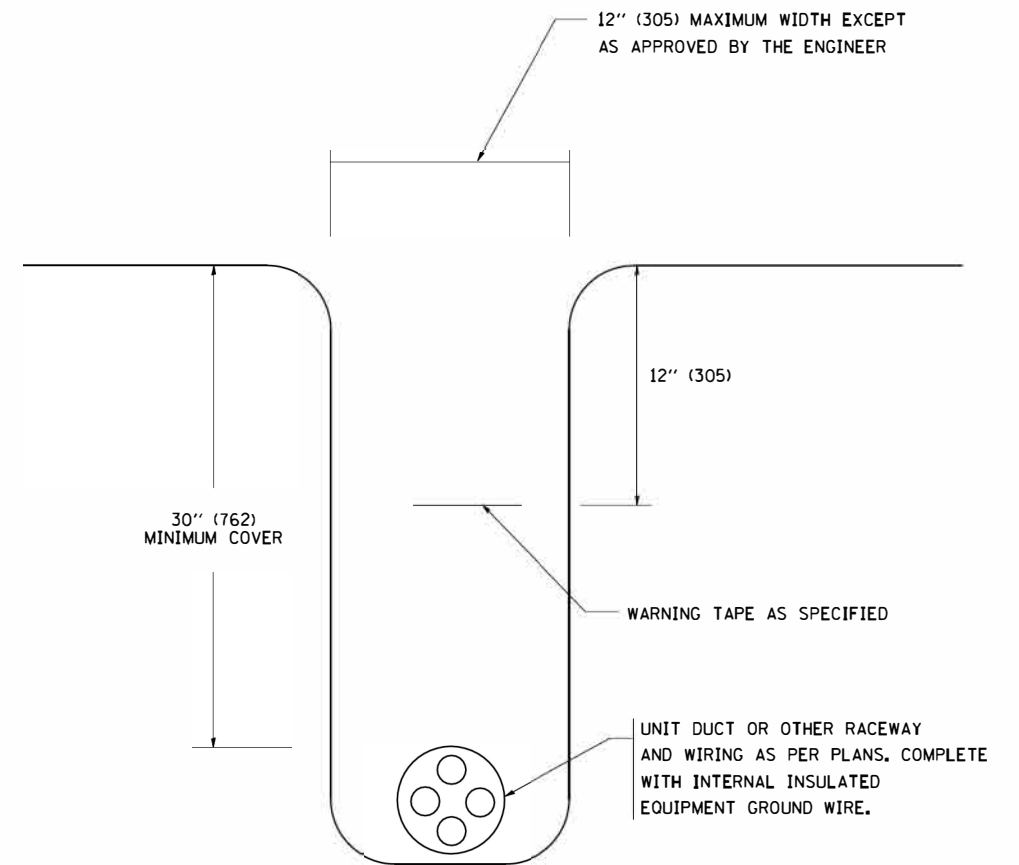 12'' (305) MAXIMUM WIDTH EXCEPT
AS APPROVED BY THE ENGINEER
12'' (305)
30'' (762)
MINIMUM COVER
WARNING TAPE AS SPECIFIED
UNIT DUCT OR OTHER RACEWAY
AND WIRING AS PER PLANS. COMPLETE
WITH INTERNAL INSULATED
EQUIPMENT GROUND WIRE.